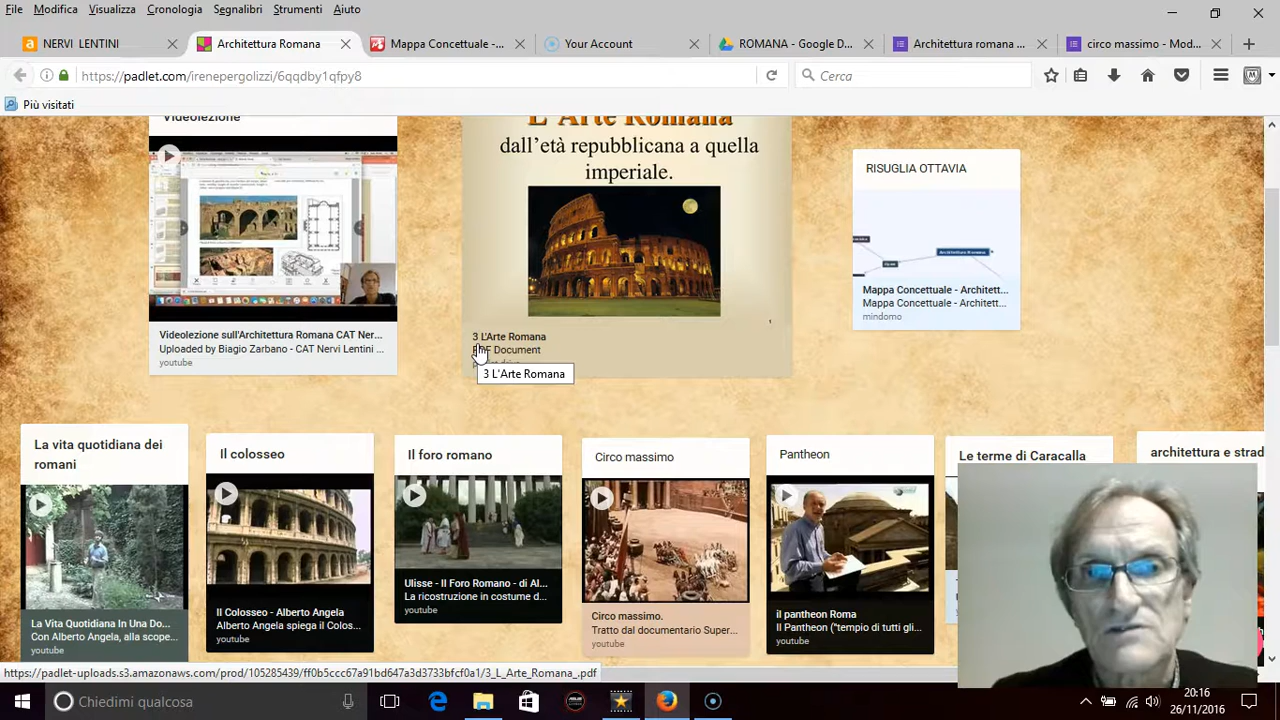 File Modifica Visualizza Cronologia Segnalibri Strumenti Aiuto
NERVI LENTINI
Architettura Romana
Mappa Concettuale -...
Your Account
ROMANA - Google D...
Architettura romana ...
circo massimo - Mod...
https://padlet.com/irenepergolizzi/6qqdby1qfpy8
Cerca
Più visitati
Videolezione
L'Arte Romana
dall'età repubblicana a quella
imperiale.
RISUGLIA OTTAVIA
Architettura Romana
Mappa Concettuale - Architett...
Mappa Concettuale - Architett...
mindomo
3 L'Arte Romana
PDF Document
3 L'Arte Romana
Videolezione sull'Architettura Romana CAT Ner...
Uploaded by Biagio Zarbano - CAT Nervi Lentini ...
youtube
La vita quotidiana dei
romani
La Vita Quotidiana In Una Do...
Con Alberto Angela, alla scope...
youtube
Il colosseo
Il Colosseo - Alberto Angela
Alberto Angela spiega il Colos...
youtube
Il foro romano
Ulisse - Il Foro Romano - di Al...
La ricostruzione in costume d...
youtube
Circo massimo
Circo massimo.
Tratto dal documentario Super...
youtube
Pantheon
il pantheon Roma
Il Pantheon ("tempio di tutti gli...
youtube
Le terme di Caracalla
architettura e strad
https://padlet-uploads.s3.amazonaws.com/prod/105285439/ff0b5ccc67a91bd647a3d3733bfcf0a1/3_L_Arte_Romana_.pdf
Chiedimi qualcosa
20:16
26/11/2016